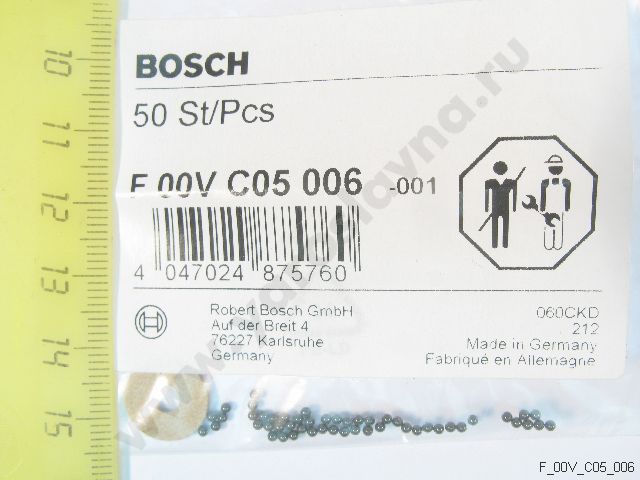 BOSCH
50 St/Pcs
F 00V C05 006 -001
4 047024 875760
Robert Bosch GmbH
Auf der Breit 4
76227 Karlsruhe
Germany
060CKD
212
Made in Germany
Fabriqué en Allemagne
10
11
12
13
14
15
F_00V_C05_006